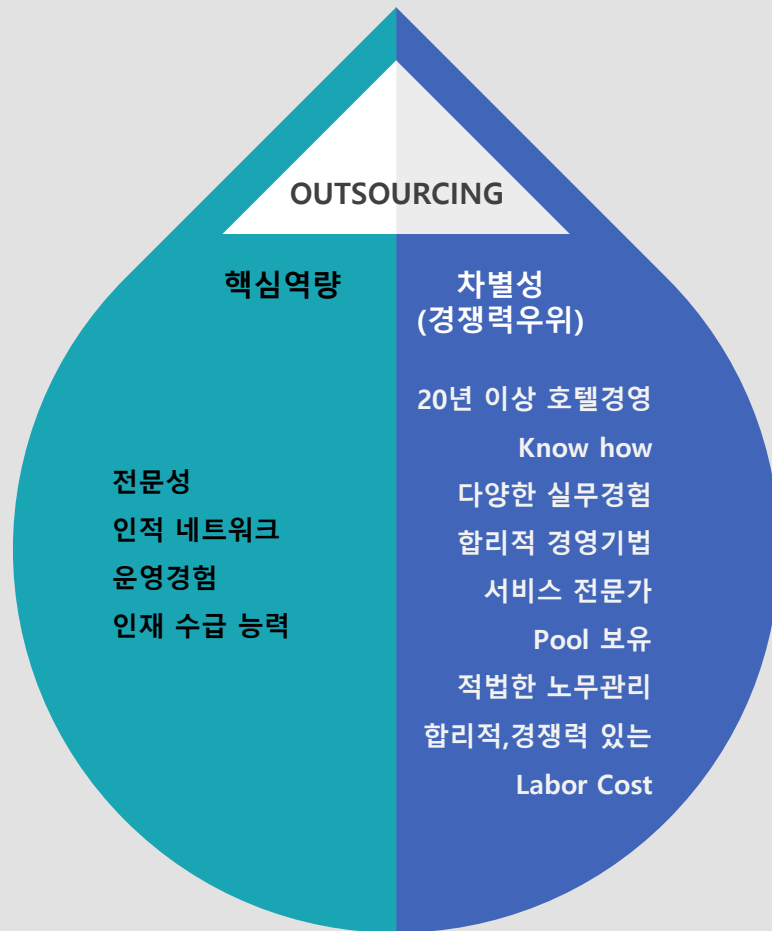 OUTSOURCING
핵심역량
전문성
인적 네트워크
운영경험
인재 수급 능력
차별성
(경쟁력우위)
20년 이상 호텔경영
Know how
다양한 실무경험
합리적 경영기법
서비스 전문가
Pool 보유
적법한 노무관리
합리적,경쟁력 있는
Labor Cost